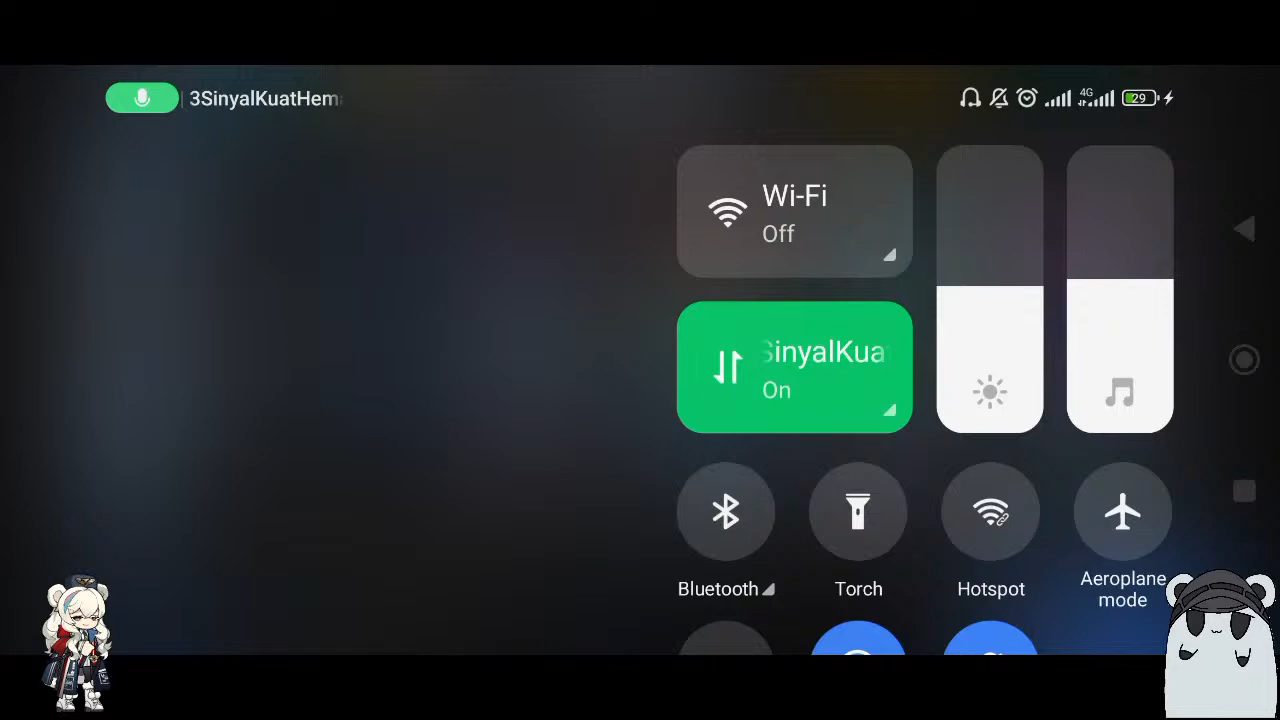 3SinyalKuatHem
4G
29
Wi-Fi
Off
SinyalKua
On
Bluetooth
Torch
Hotspot
Aeroplane
mode